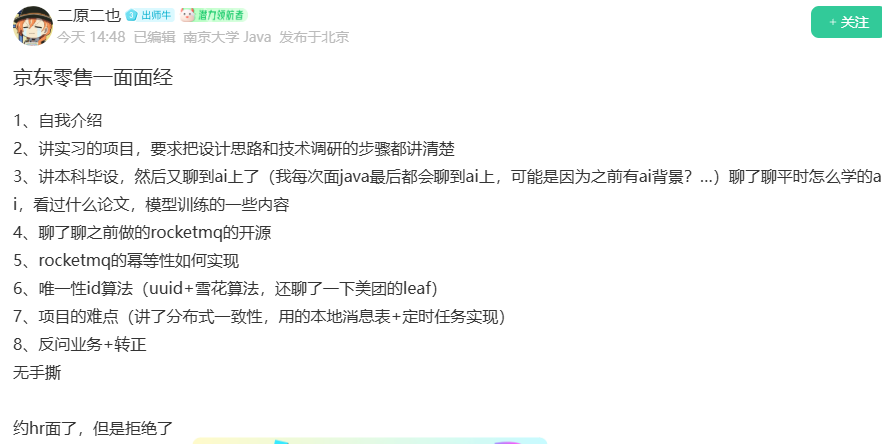 二原二也 出师牛 潜力领航者
今天 14:48 已编辑 南京大学 Java 发布于北京
+ 关注
京东零售一面面经
1、自我介绍
2、讲实习的项目，要求把设计思路和技术调研的步骤都讲清楚
3、讲本科毕设，然后又聊到ai上了（我每次面java最后都会聊到ai上，可能是因为之前有ai背景？...）聊了聊平时怎么学的a
i，看过什么论文，模型训练的一些内容
4、聊了聊之前做的rocketmq的开源
5、rocketmq的幂等性如何实现
6、唯一性id算法（uuid+雪花算法，还聊了一下美团的leaf）
7、项目的难点（讲了分布式一致性，用的本地消息表+定时任务实现）
8、反问业务+转正
无手撕
约hr面了，但是拒绝了